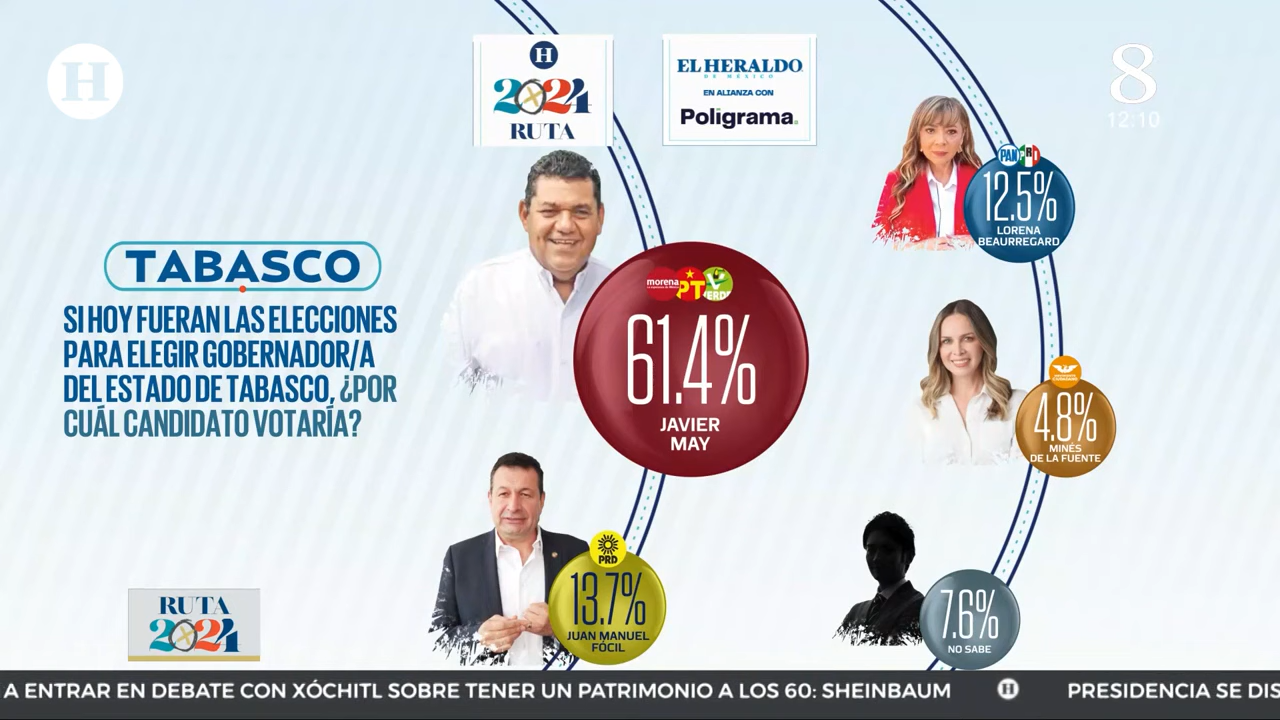 H
H
2024
RUTA
EL HERALDO
DE MÉXICO
EN ALIANZA CON
Poligrama.
8
12:10
TABASCO
SI HOY FUERAN LAS ELECCIONES
PARA ELEGIR GOBERNADOR/A
DEL ESTADO DE TABASCO, ¿POR
CUÁL CANDIDATO VOTARÍA?
morena
PT
VERDE
61.4%
JAVIER
MAY
PAN PRI
12.5%
LORENA
BEAURREGARD
4.8%
MINÉS
DE LA FUENTE
PRD
13.7%
JUAN MANUEL
FÓCIL
7.6%
NO SABE
RUTA
2024
A ENTRAR EN DEBATE CON XÓCHITL SOBRE TENER UN PATRIMONIO A LOS 60: SHEINBAUM H PRESIDENCIA SE DIS